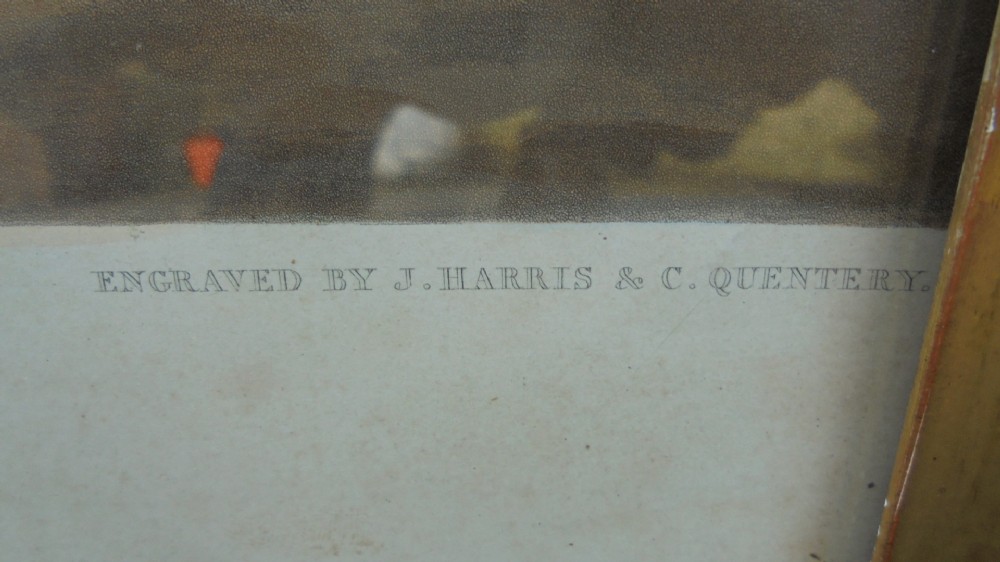 ENGRAVED BY J. HARRIS & C. QUENTERY.